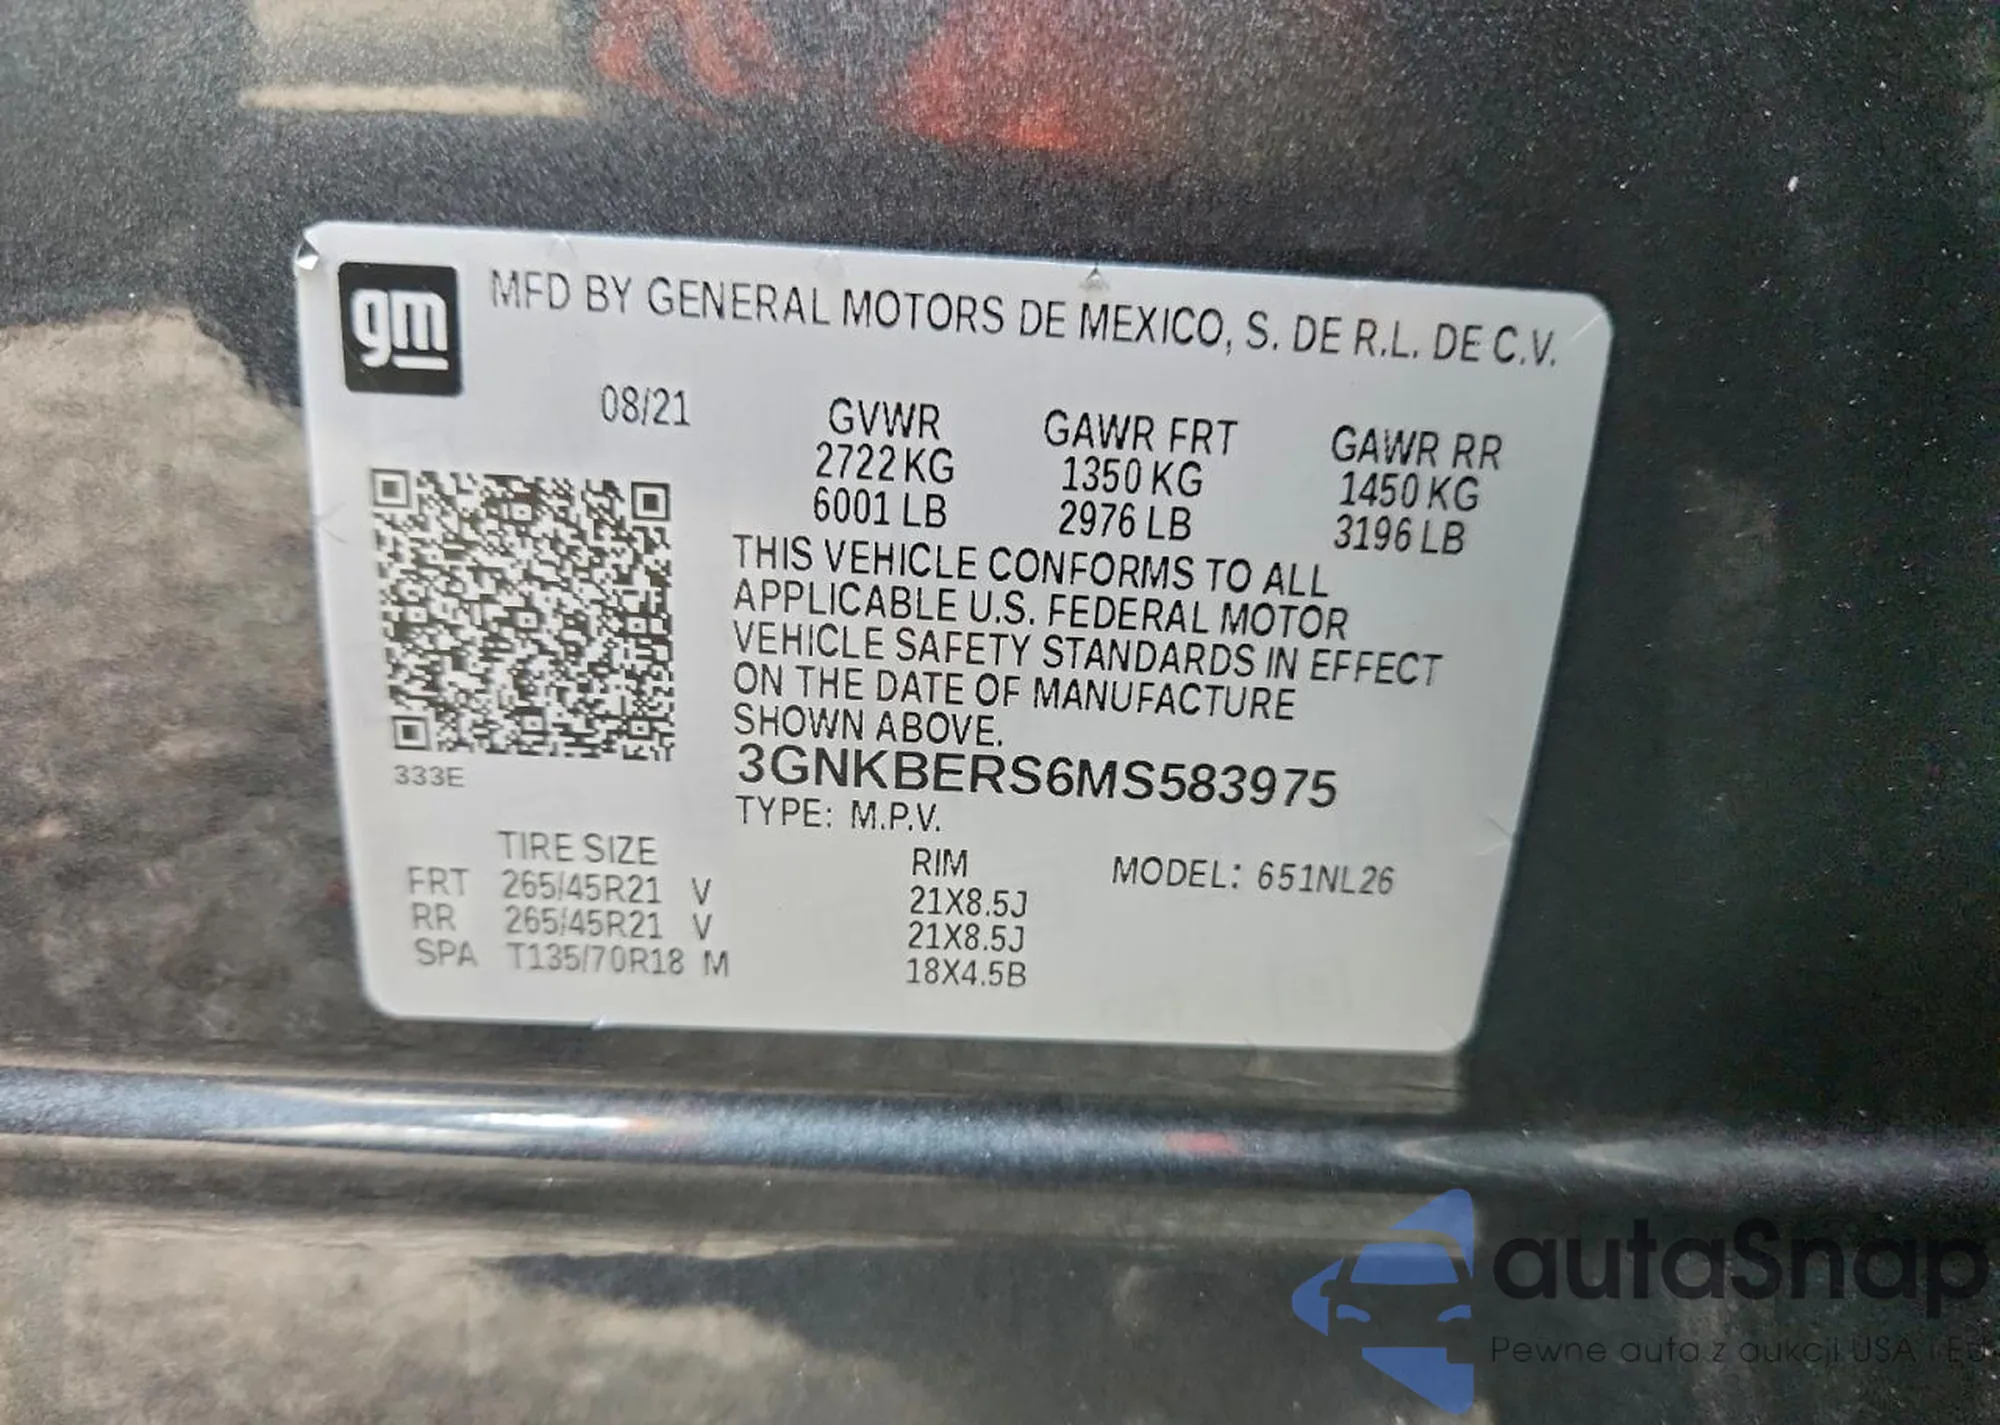 gm MFD BY GENERAL MOTORS DE MEXICO, S. DE R.L. DE C.V.
08/21
GVWR GAWR FRT GAWR RR
2722 KG 1350 KG 1450 KG
6001 LB 2976 LB 3196 LB
THIS VEHICLE CONFORMS TO ALL
APPLICABLE U.S. FEDERAL MOTOR
VEHICLE SAFETY STANDARDS IN EFFECT
ON THE DATE OF MANUFACTURE
SHOWN ABOVE.
333E
3GNKBERS6MS583975
TYPE: M.P.V.
TIRE SIZE RIM MODEL: 651NL26
FRT 265/45R21 V 21X8.5J
RR 265/45R21 V 21X8.5J
SPA T135/70R18 M 18X4.5B
autaSnap
Pewne auta z aukcji USA i EU